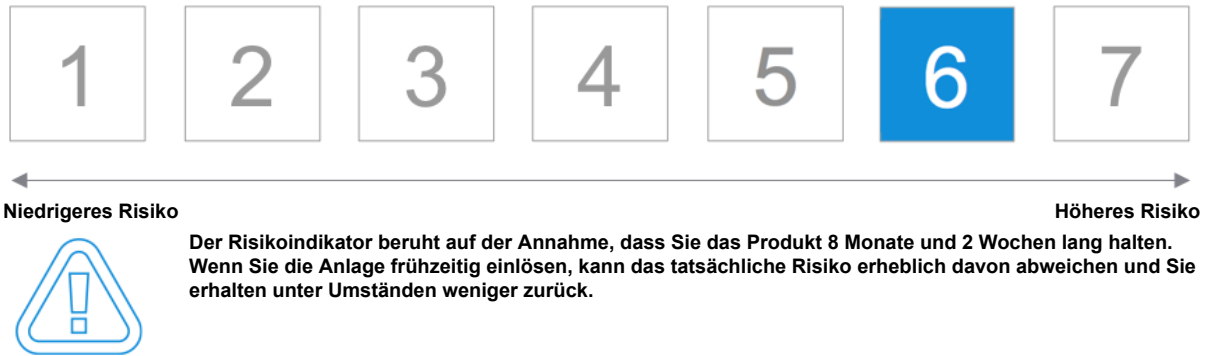 1 2 3 4 5 6 7
Niedrigeres Risiko Höheres Risiko
Der Risikoindikator beruht auf der Annahme, dass Sie das Produkt 8 Monate und 2 Wochen lang halten.
Wenn Sie die Anlage frühzeitig einlösen, kann das tatsächliche Risiko erheblich davon abweichen und Sie
erhalten unter Umständen weniger zurück.